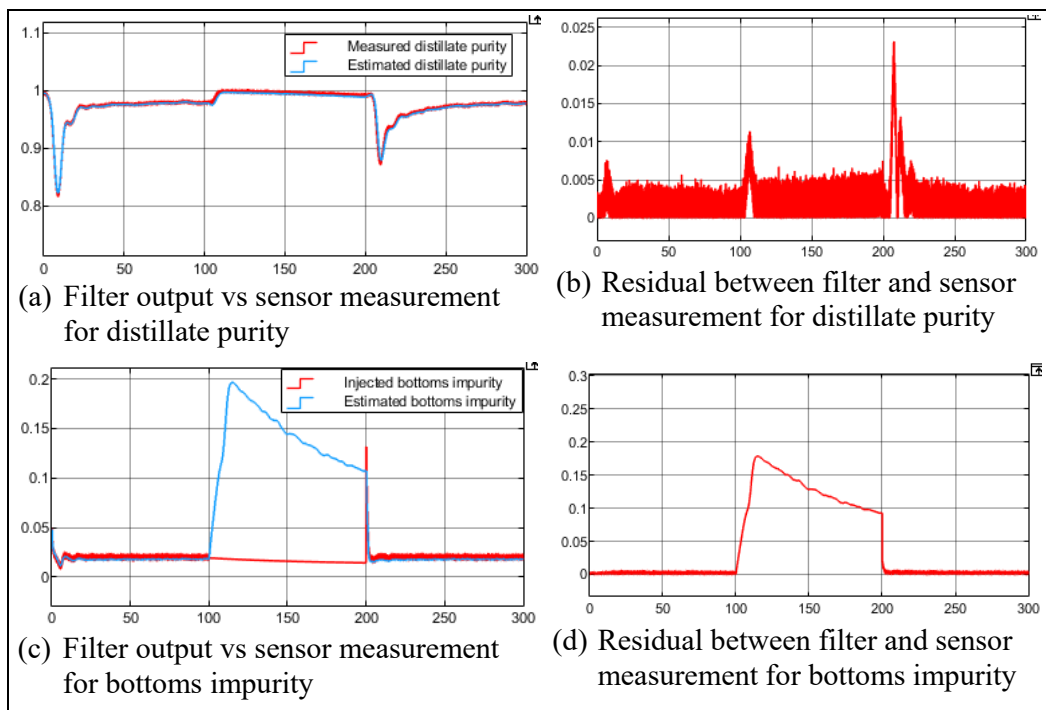 1.1
1
0.9
0.8
0 50 100 150 200 250 300
Measured distillate purity
Estimated distillate purity
(a) Filter output vs sensor measurement
for distillate purity
0.025
0.02
0.015
0.01
0.005
0
0 50 100 150 200 250 300
(b) Residual between filter and sensor
measurement for distillate purity
0.2
0.15
0.1
0.05
0
0 50 100 150 200 250 300
Injected bottoms impurity
Estimated bottoms impurity
(c) Filter output vs sensor measurement
for bottoms impurity
0.3
0.25
0.2
0.15
0.1
0.05
0
0 50 100 150 200 250 300
(d) Residual between filter and sensor
measurement for bottoms impurity